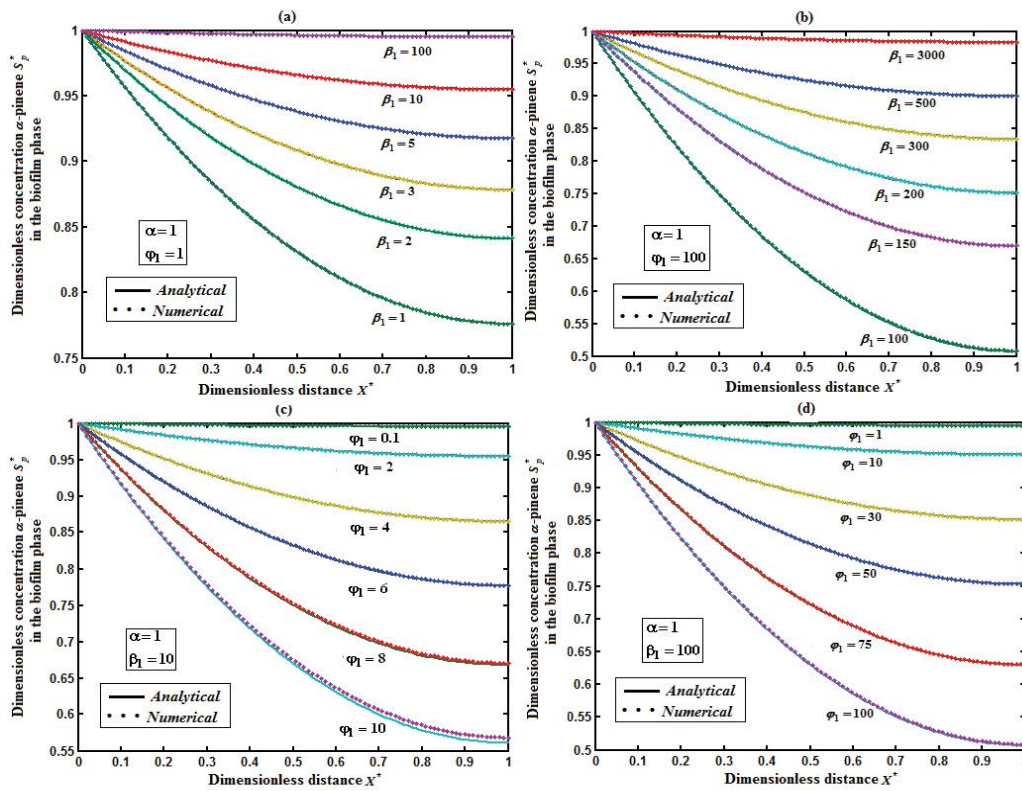 (a)
Dimensionless concentration α-pinene S*p
in the biofilm phase
1
0.95
0.9
0.85
0.8
0.75
β1 = 100
β1 = 10
β1 = 5
β1 = 3
β1 = 2
β1 = 1
α=1
φ1=1
Analytical
Numerical
0 0.1 0.2 0.3 0.4 0.5 0.6 0.7 0.8 0.9 1
Dimensionless distance X*
(b)
Dimensionless concentration α-pinene S*p
in the biofilm phase
1
0.95
0.9
0.85
0.8
0.75
0.7
0.65
0.6
0.55
0.5
β1 = 3000
β1 = 500
β1 = 300
β1 = 200
β1 = 150
β1 = 100
α=1
φ1=100
Analytical
Numerical
0 0.1 0.2 0.3 0.4 0.5 0.6 0.7 0.8 0.9 1
Dimensionless distance X*
(c)
Dimensionless concentration α-pinene S*p
in the biofilm phase
1
0.95
0.9
0.85
0.8
0.75
0.7
0.65
0.6
0.55
φ1 = 0.1
φ1 = 2
φ1 = 4
φ1 = 6
φ1 = 8
φ1 = 10
α=1
β1=10
Analytical
Numerical
0 0.1 0.2 0.3 0.4 0.5 0.6 0.7 0.8 0.9 1
Dimensionless distance X*
(d)
Dimensionless concentration α-pinene S*p
in the biofilm phase
1
0.95
0.9
0.85
0.8
0.75
0.7
0.65
0.6
0.55
0.5
φ1 = 1
φ1 = 10
φ1 = 30
φ1 = 50
φ1 = 75
φ1 = 100
α=1
β1=100
Analytical
Numerical
0 0.1 0.2 0.3 0.4 0.5 0.6 0.7 0.8 0.9 1
Dimensionless distance X*